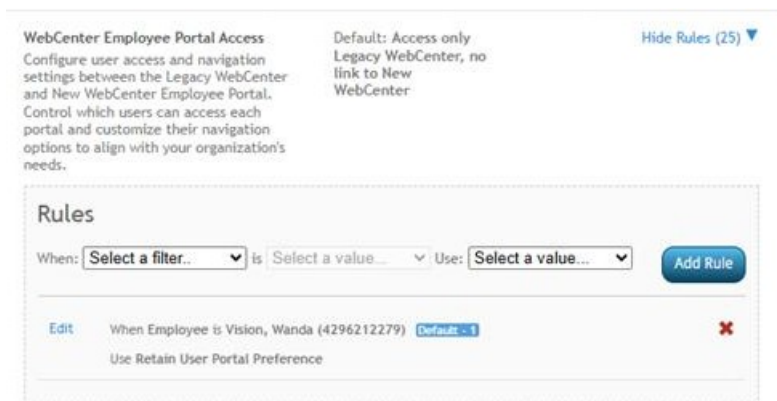 WebCenter Employee Portal Access
Configure user access and navigation
settings between the Legacy WebCenter
and New WebCenter Employee Portal.
Control which users can access each
portal and customize their navigation
options to align with your organization's
needs.
Default: Access only
Legacy WebCenter, no
link to New
WebCenter
Hide Rules (25) ▼
Rules
When: Select a filter.. is Select a value... Use: Select a value... Add Rule
Edit When Employee is Vision, Wanda (4296212279) Default - 1
Use Retain User Portal Preference